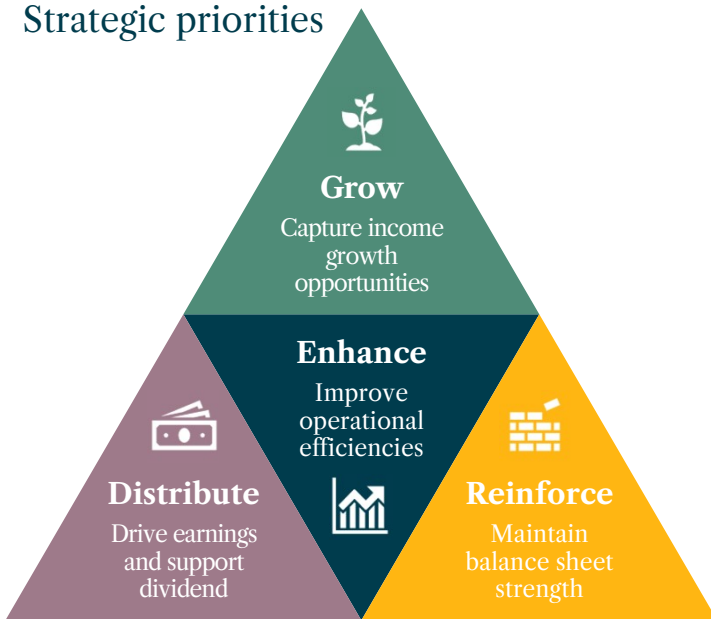 Strategic priorities
Grow
Capture income
growth
opportunities
Enhance
Improve
operational
efficiencies
Distribute
Drive earnings
and support
dividend
Reinforce
Maintain
balance sheet
strength